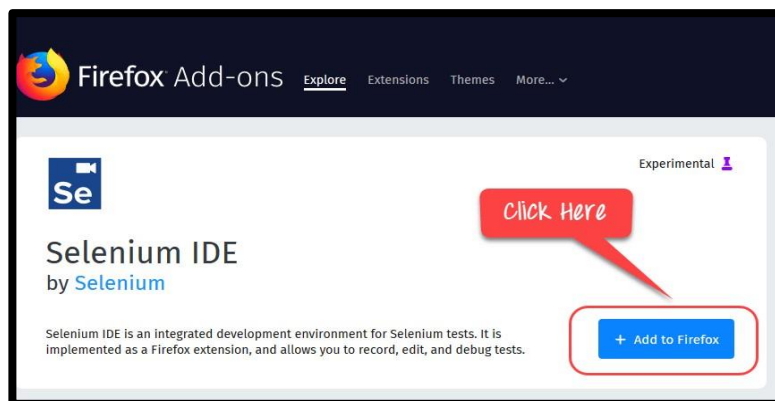 Firefox Add-ons Explore Extensions Themes More...
Experimental
Se
Click Here
Selenium IDE
by Selenium
Selenium IDE is an integrated development environment for Selenium tests. It is
implemented as a Firefox extension, and allows you to record, edit, and debug tests.
+ Add to Firefox